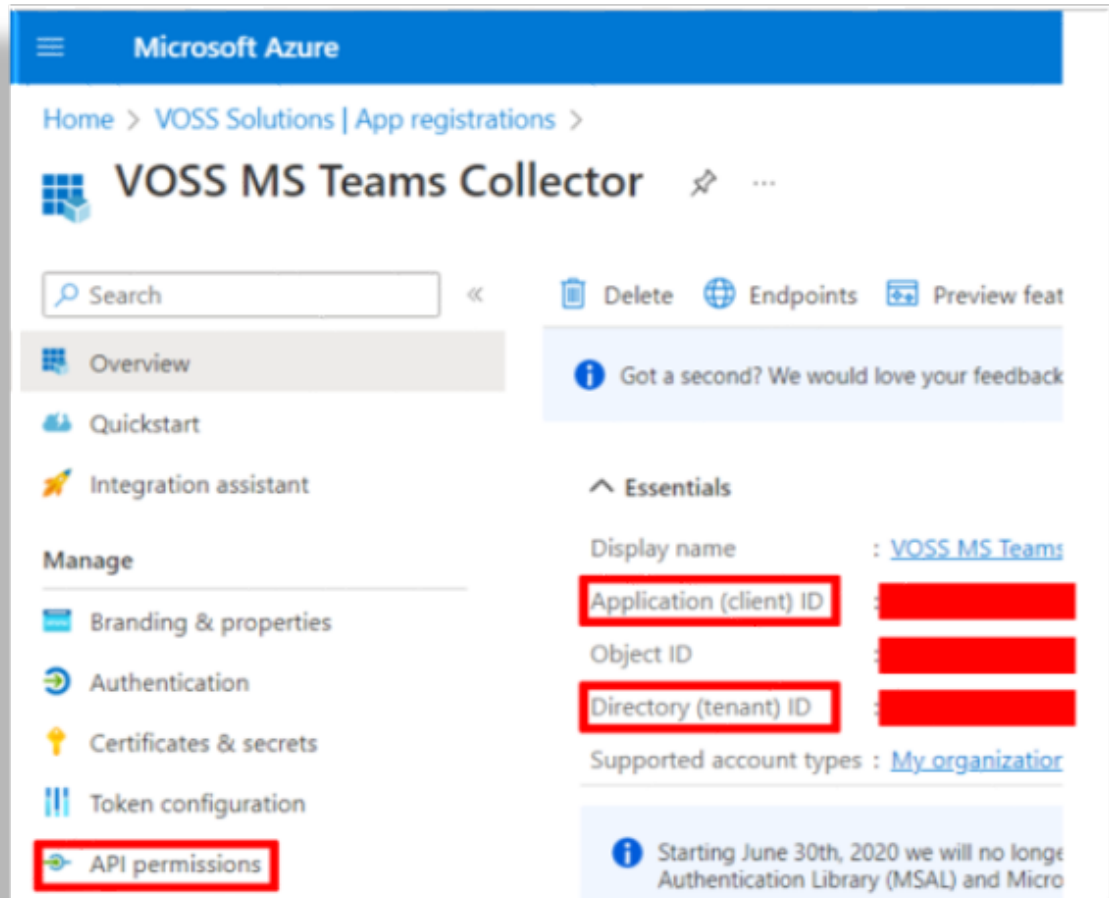 Microsoft Azure
Home > VOSS Solutions | App registrations >
VOSS MS Teams Collector ...
Search «
Delete Endpoints Preview feat
Overview
Got a second? We would love your feedback
Quickstart
Integration assistant
Essentials
Display name : VOSS MS Teams
Manage
Application (client) ID :
Branding & properties
Object ID :
Authentication
Directory (tenant) ID :
Certificates & secrets
Supported account types : My organization
Token configuration
API permissions
Starting June 30th, 2020 we will no longe
Authentication Library (MSAL) and Micro